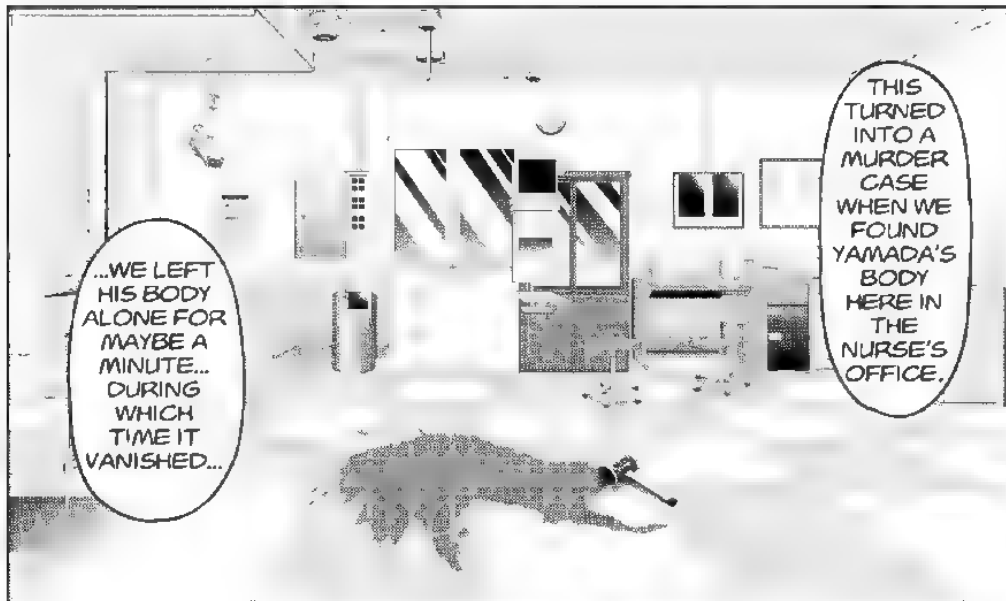 THIS
TURNED
INTO A
MURDER
CASE
WHEN WE
FOUND
YAMADA'S
BODY
HERE IN
THE
NURSE'S
OFFICE.
...WE LEFT
HIS BODY
ALONE FOR
MAYBE A
MINUTE...
DURING
WHICH
TIME IT
VANISHED...